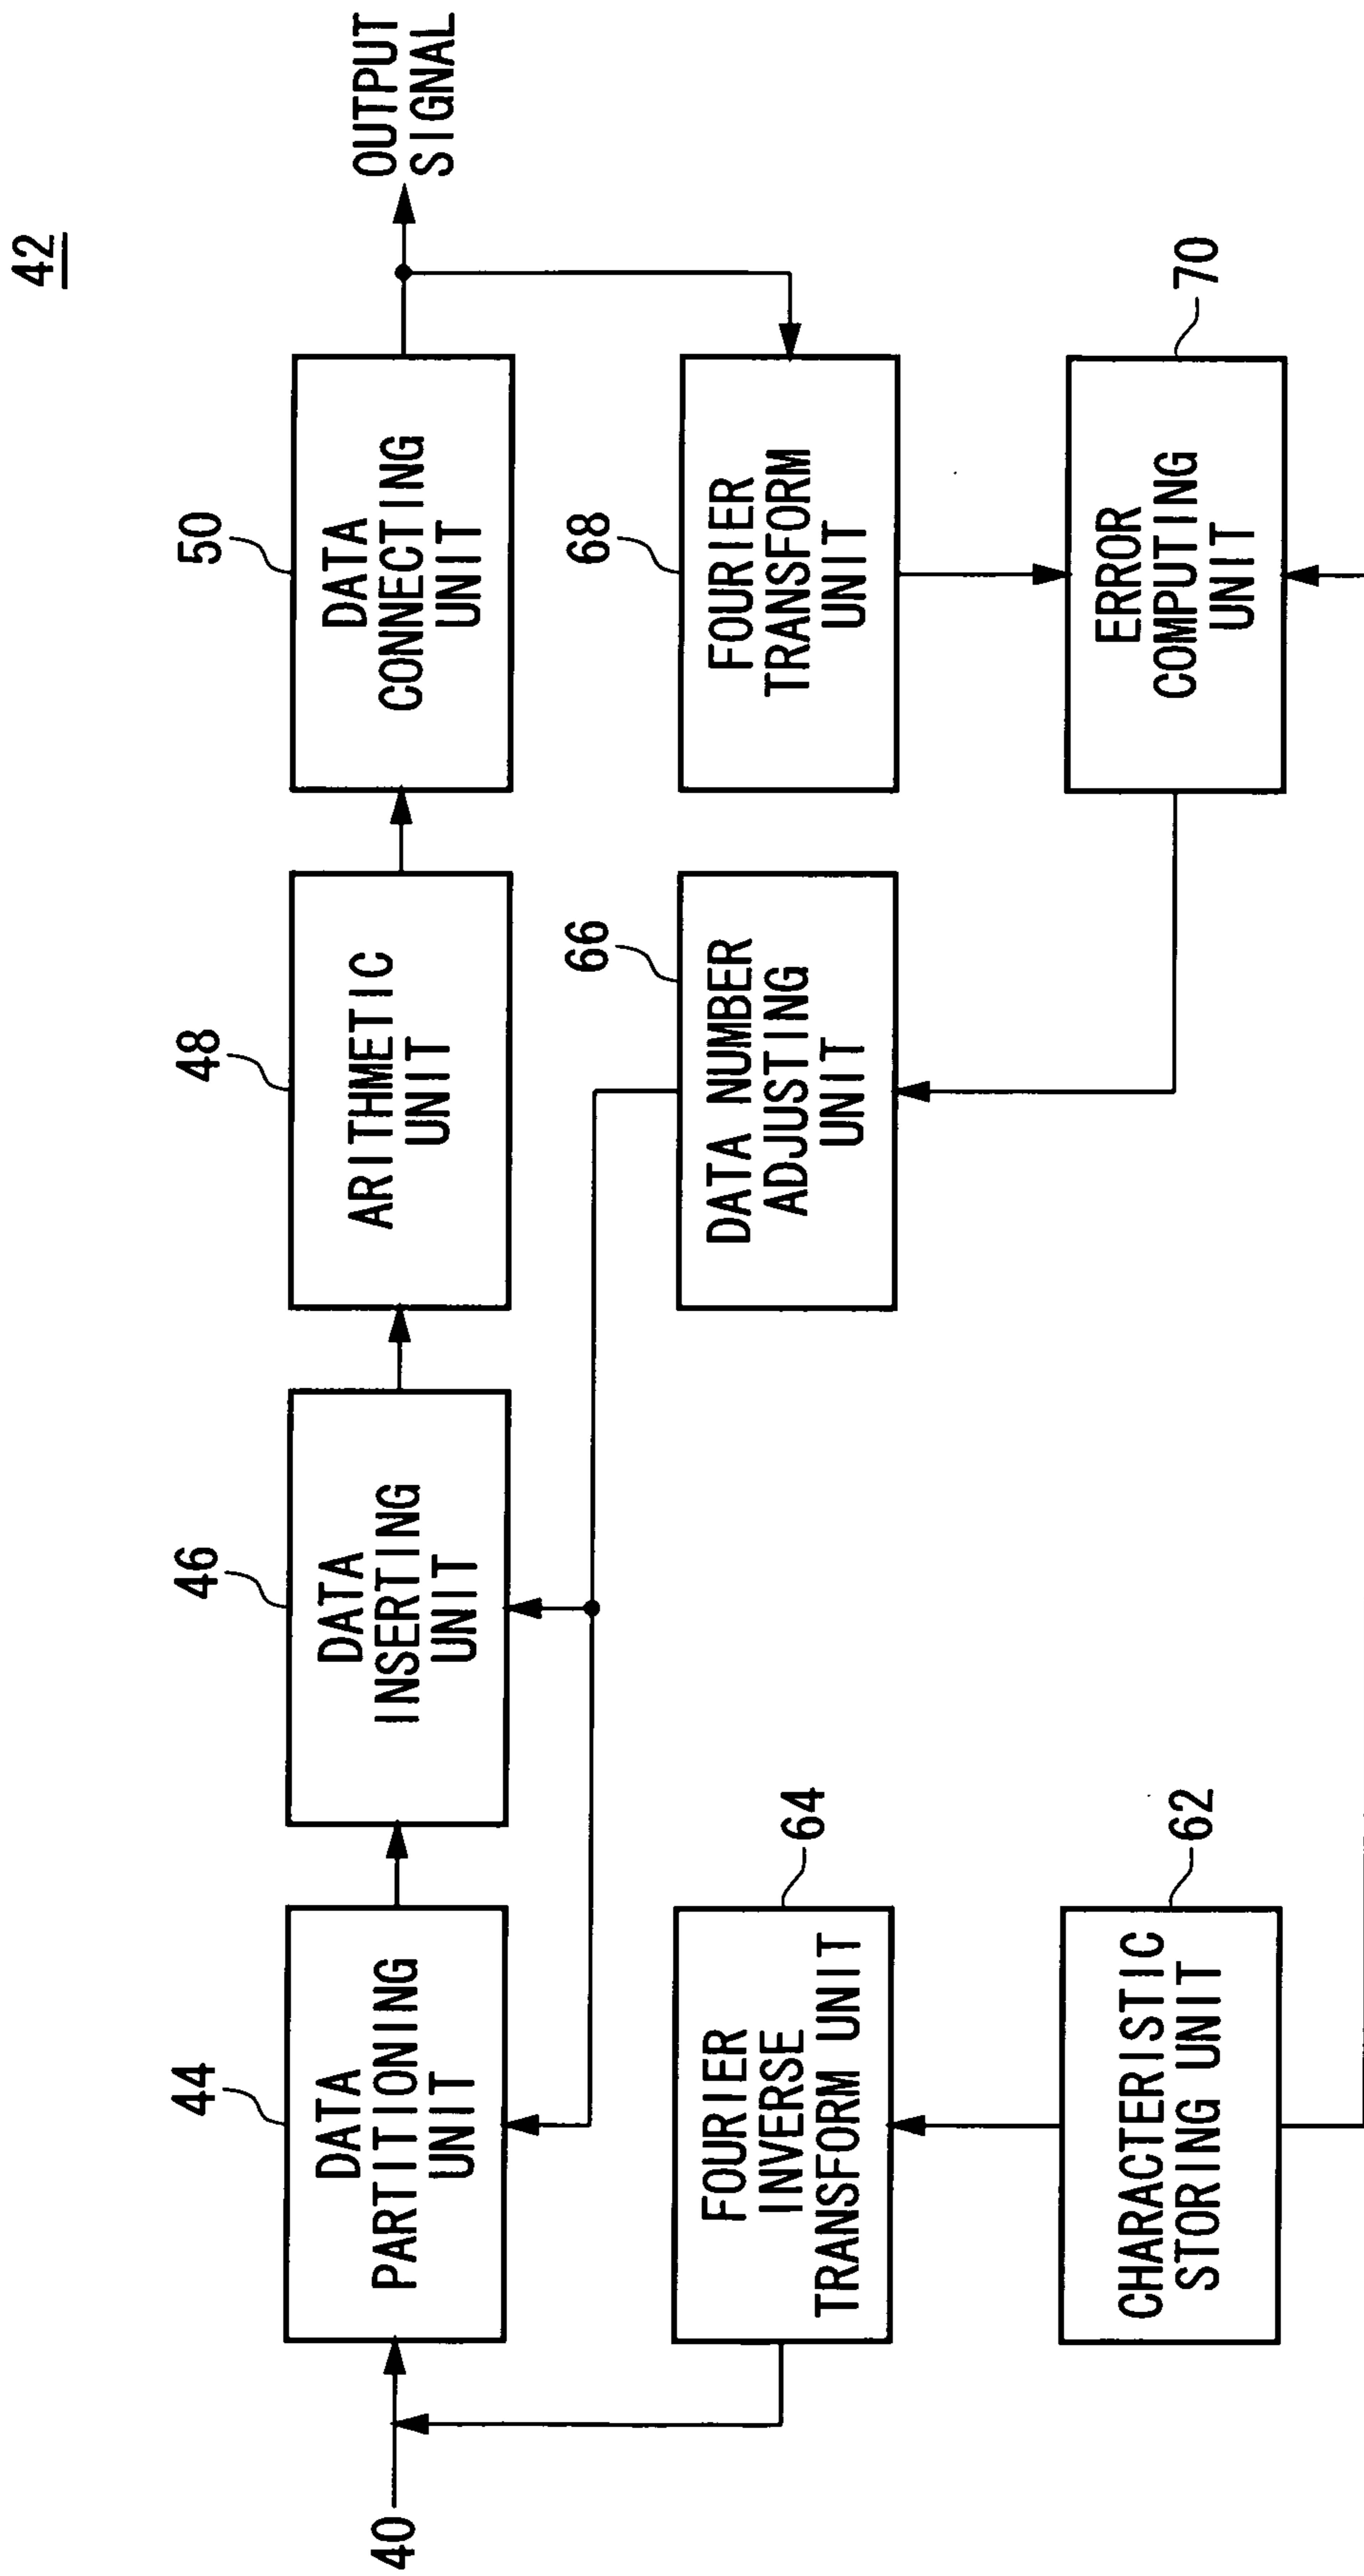 42
40
44
DATA
PARTITIONING
UNIT
46
DATA
INSERTING
UNIT
48
ARITHMETIC
UNIT
50
DATA
CONNECTING
UNIT
OUTPUT
SIGNAL
64
FOURIER
INVERSE
TRANSFORM UNIT
66
DATA NUMBER
ADJUSTING
UNIT
68
FOURIER
TRANSFORM
UNIT
62
CHARACTERISTIC
STORING UNIT
70
ERROR
COMPUTING
UNIT